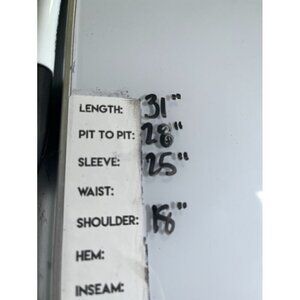 LENGTH: 31"
PIT TO PIT: 28"
SLEEVE: 25"
WAIST:
SHOULDER: 18"
HEM:
INSEAM: